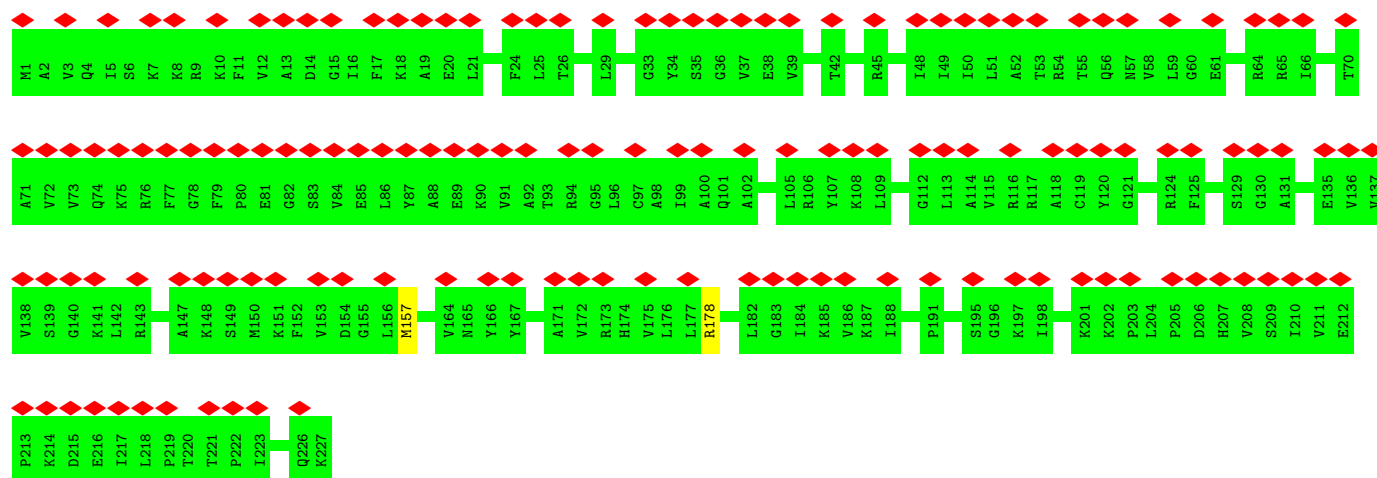 M1 A2 V3 Q4 I5 S6 K7 K8 R9 K10 F11 V12 A13 D14 G15 I16 F17 K18 A19 E20 L21 F24 L25 T26 L29 G33 Y34 S35 G36 V37 E38 V39 T42 R45 I48 I49 I50 L51 A52 T53 R54 T55 Q56 N57 V58 L59 G60 E61 R64 R65 I66 T70
A71 V72 V73 Q74 K75 R76 F77 G78 F79 P80 E81 G82 S83 V84 E85 L86 Y87 A88 E89 K90 V91 A92 T93 R94 G95 L96 C97 A98 I99 A100 Q101 A102 L105 R106 Y107 K108 L109 G112 L113 A114 V115 R116 R117 A118 C119 Y120 G121 R124 F125 S129 G130 A131 E135 V136 V137
V138 S139 G140 K141 L142 R143 A147 K148 S149 M150 K151 F152 V153 D154 G155 L156 M157 V164 N165 Y166 Y167 A171 V172 R173 H174 V175 L176 L177 R178 L182 G183 I184 K185 V186 K187 I188 P191 S195 G196 K197 I198 K201 K202 P203 L204 P205 D206 H207 V208 S209 I210 V211 E212
P213 K214 D215 E216 I217 L218 P219 T220 T221 P222 I223 Q226 K227